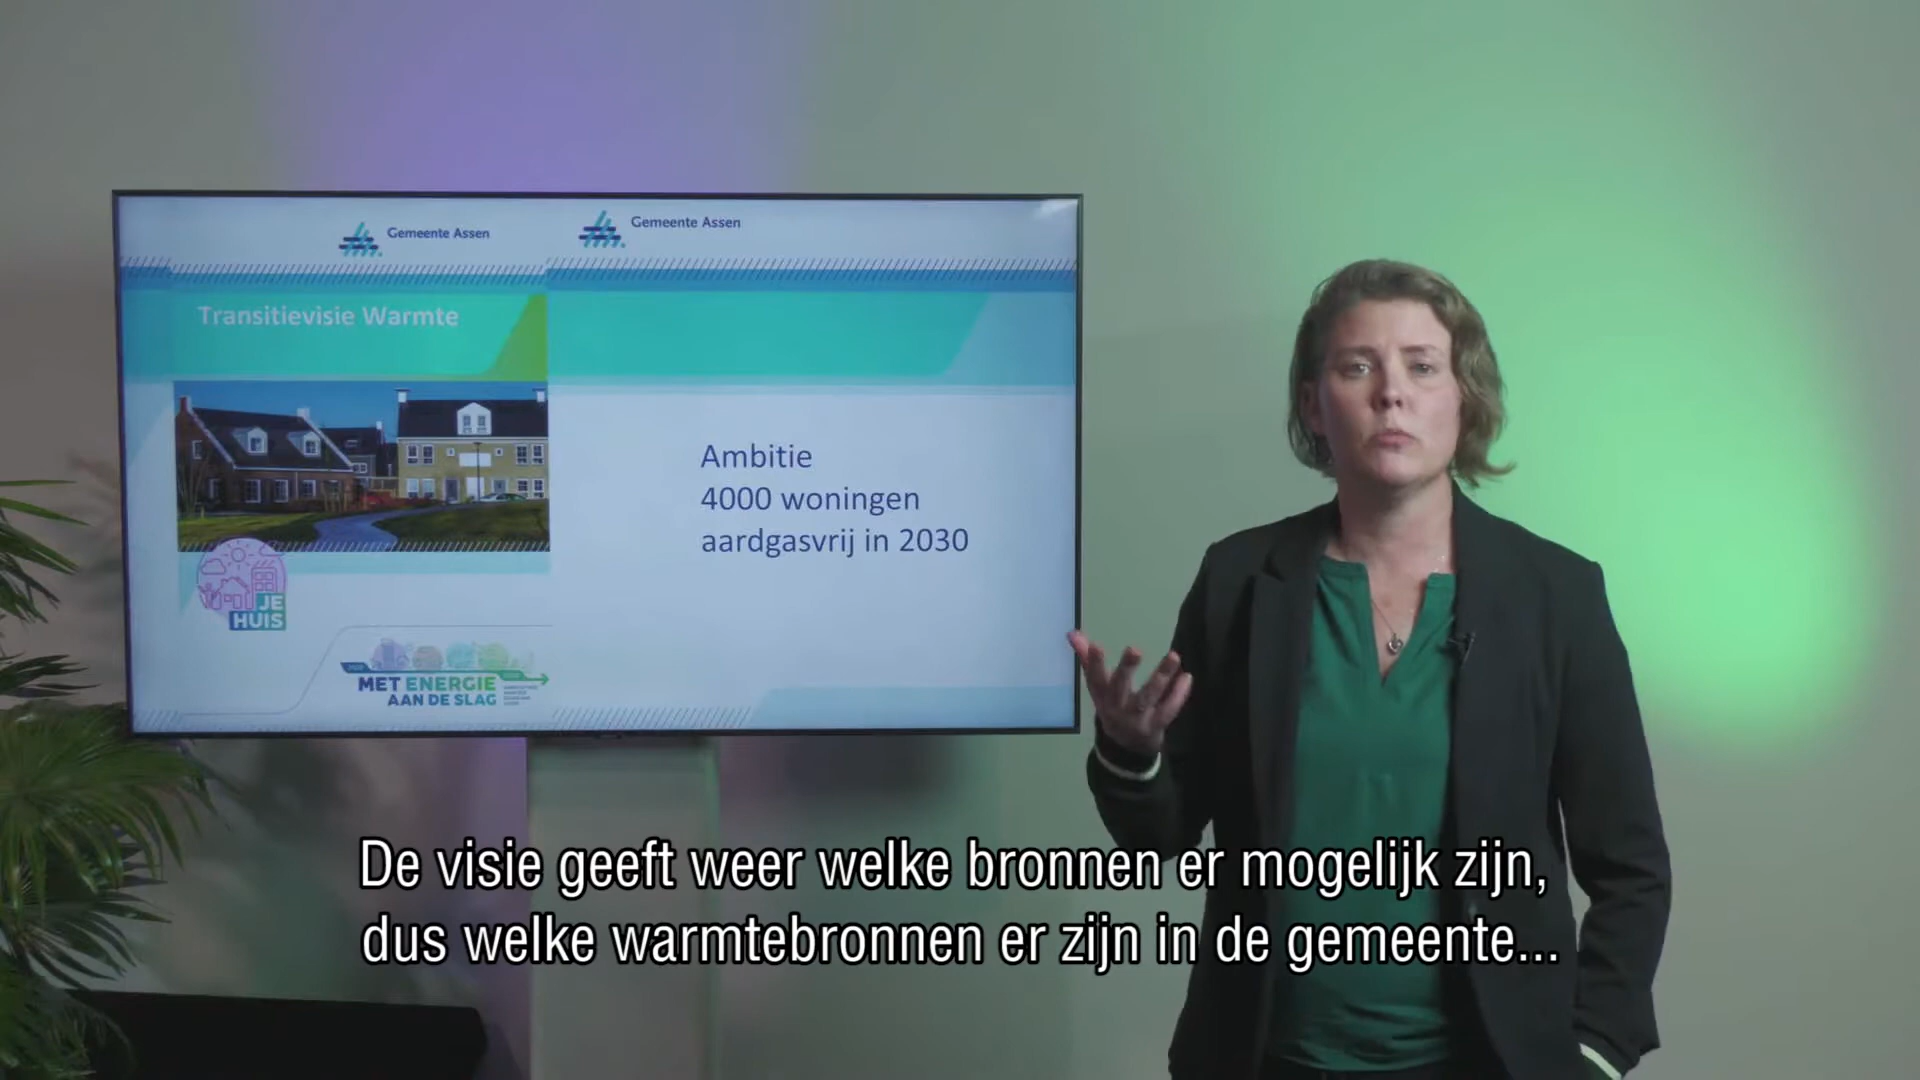 Gemeente Assen
Gemeente Assen
Transitievisie Warmte
Ambitie
4000 woningen
aardgasvrij in 2030
JE
HUIS
MET ENERGIE
AAN DE SLAG
De visie geeft weer welke bronnen er mogelijk zijn,
dus welke warmtebronnen er zijn in de gemeente...